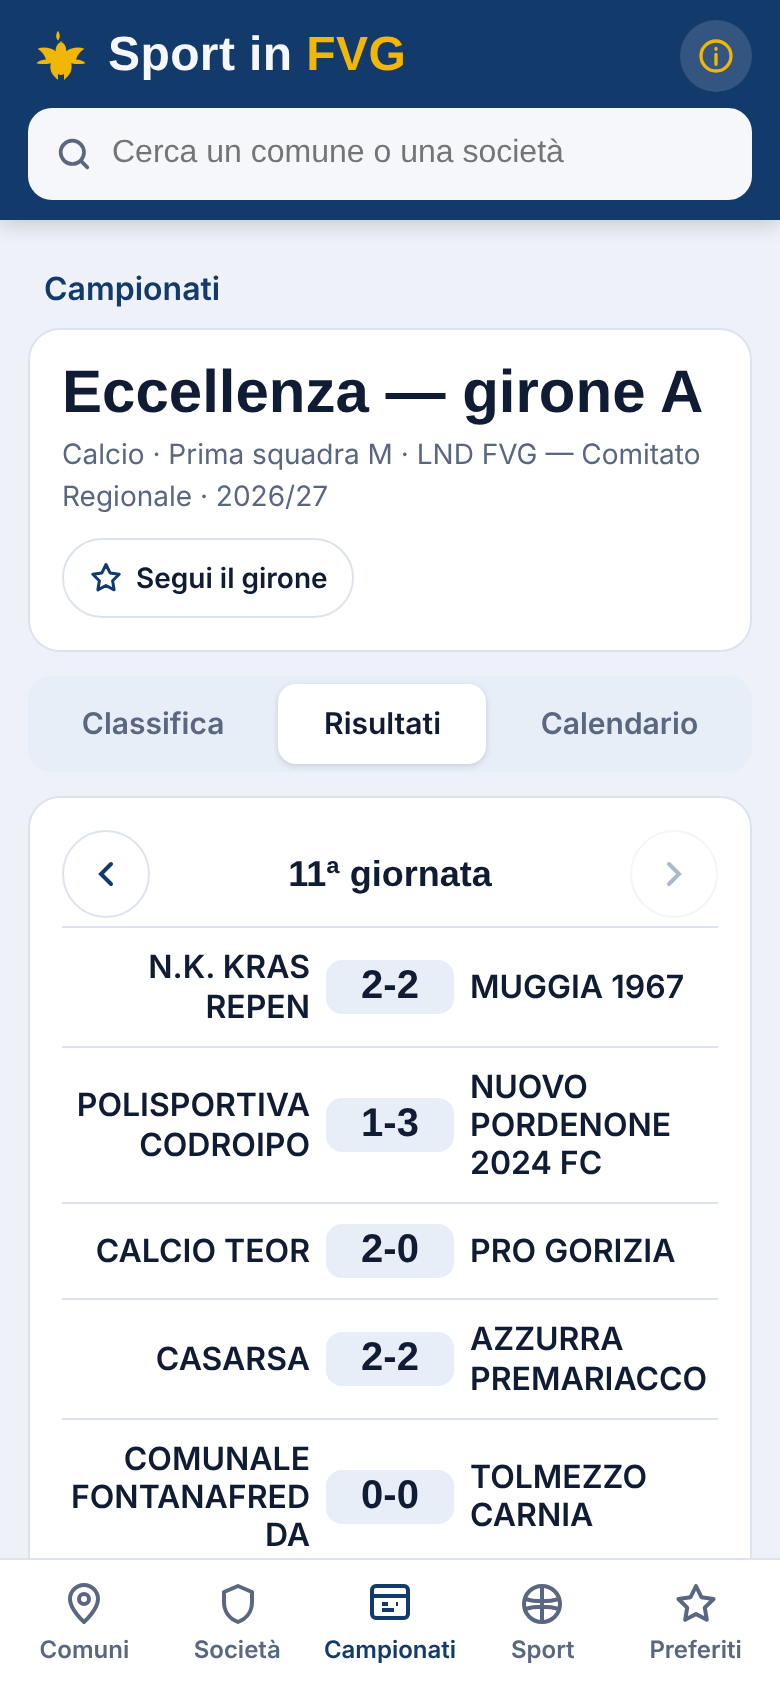 Sport in FVG
Cerca un comune o una società
Campionati
Eccellenza — girone A
Calcio · Prima squadra M · LND FVG — Comitato
Regionale · 2026/27
Segui il girone
Classifica Risultati Calendario
11ª giornata
N.K. KRAS
REPEN
2-2
MUGGIA 1967
POLISPORTIVA
CODROIPO
1-3
NUOVO
PORDENONE
2024 FC
CALCIO TEOR
2-0
PRO GORIZIA
CASARSA
2-2
AZZURRA
PREMARIACCO
COMUNALE
FONTANAFRED
DA
0-0
TOLMEZZO
CARNIA
Comuni Società Campionati Sport Preferiti